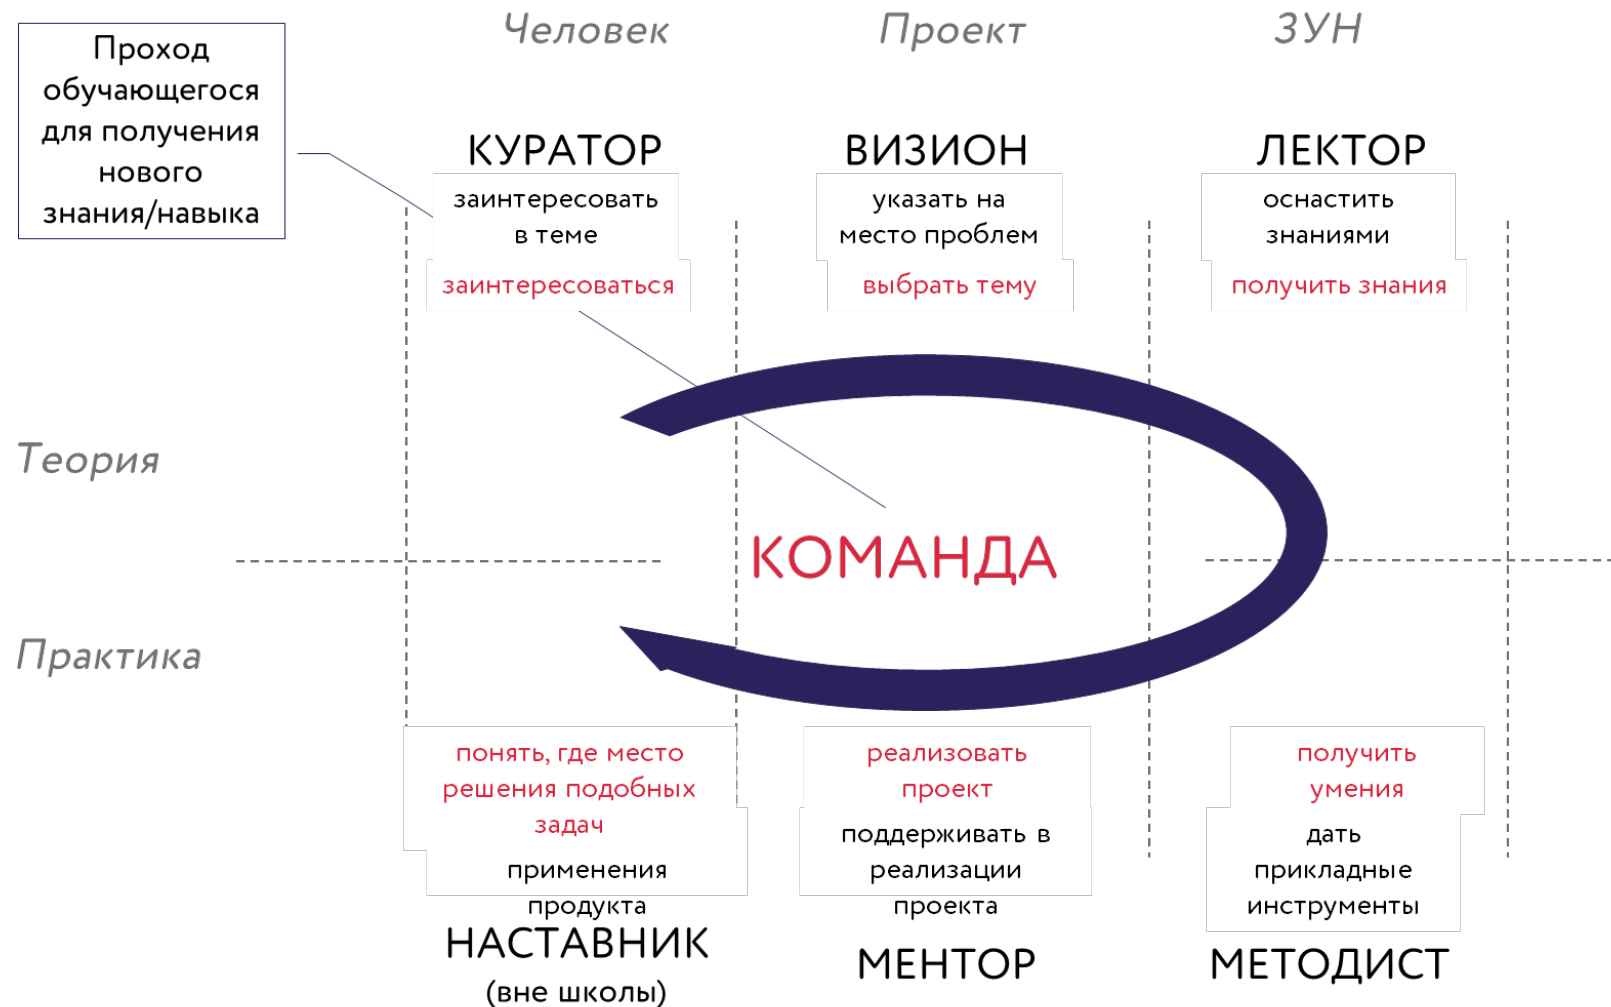 Человек
Проект
ЗУН
Проход
обучающегося
для получения
нового
знания/навыка
КУРАТОР
заинтересовать
в теме
заинтересоваться
ВИЗИОН
указать на
место проблем
выбрать тему
ЛЕКТОР
оснастить
знаниями
получить знания
Теория
КОМАНДА
Практика
понять, где место
решения подобных
задач
применения
продукта
НАСТАВНИК
(вне школы)
реализовать
проект
поддерживать в
реализации
проекта
МЕНТОР
получить
умения
дать
прикладные
инструменты
МЕТОДИСТ